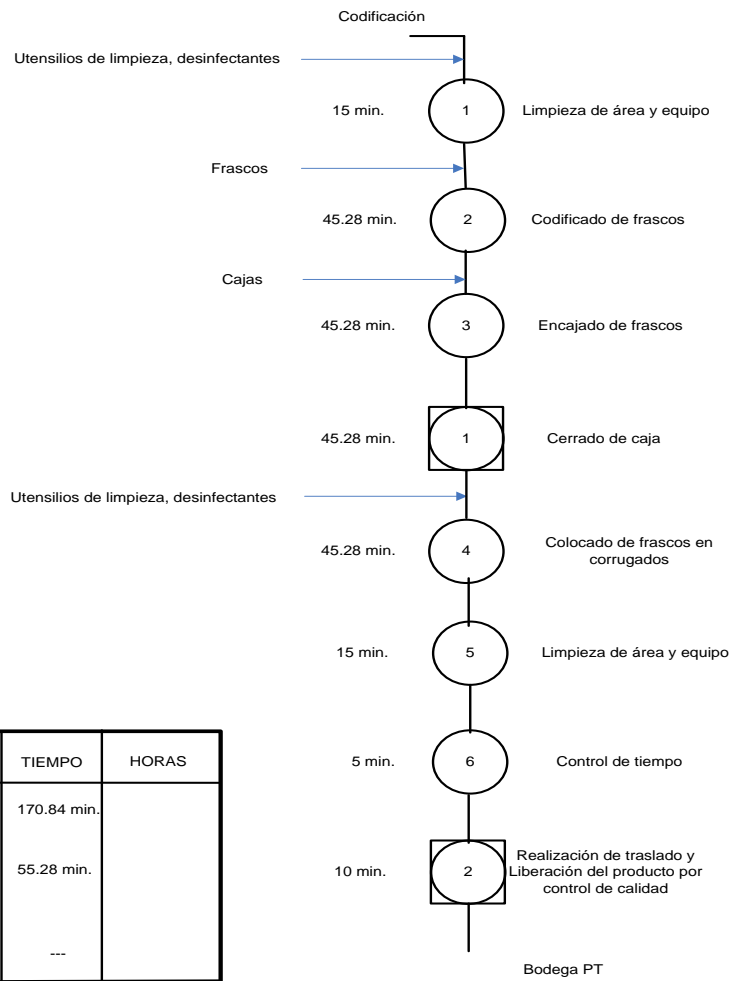 Codificación
Utensilios de limpieza, desinfectantes
15 min.
1
Limpieza de área y equipo
Frascos
45.28 min.
2
Codificado de frascos
Cajas
45.28 min.
3
Encajado de frascos
45.28 min.
1
Cerrado de caja
Utensilios de limpieza, desinfectantes
45.28 min.
4
Colocado de frascos en
corrugados
15 min.
5
Limpieza de área y equipo
5 min.
6
Control de tiempo
10 min.
2
Realización de traslado y
Liberación del producto por
control de calidad
Bodega PT
TIEMPO
HORAS
170.84 min.
55.28 min.
---